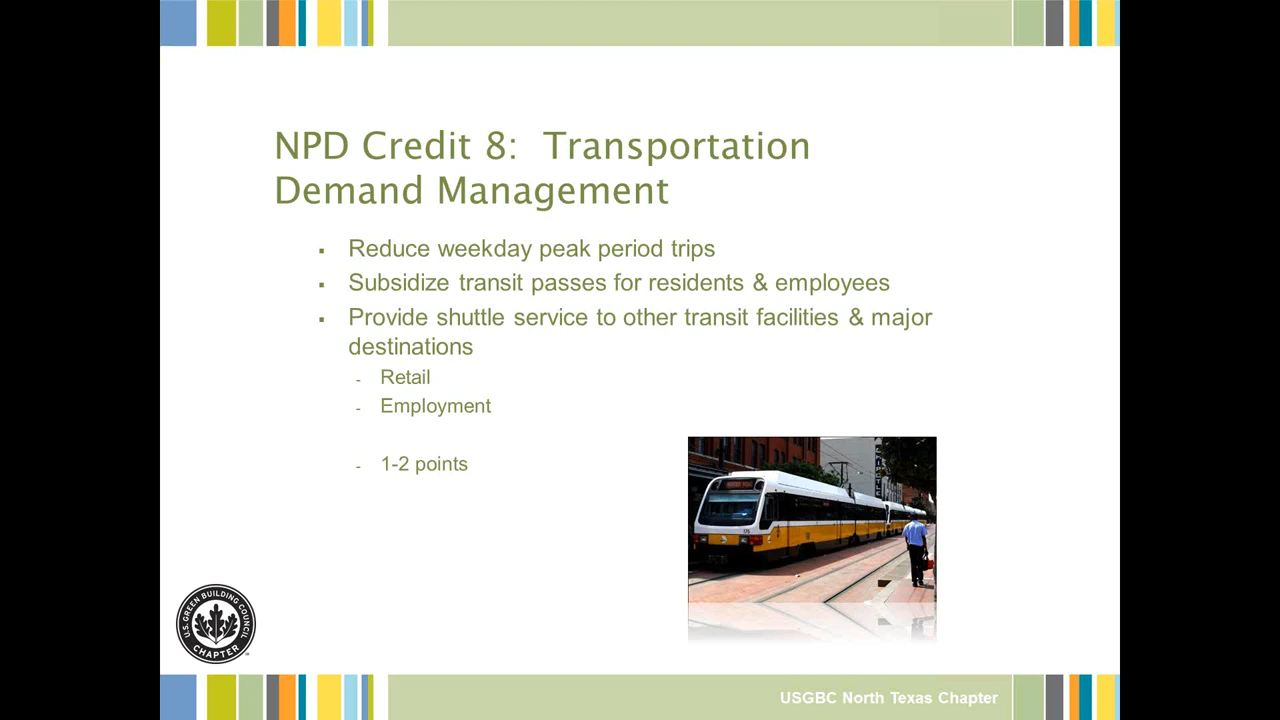 NPD Credit 8: Transportation
Demand Management
▪ Reduce weekday peak period trips
▪ Subsidize transit passes for residents & employees
▪ Provide shuttle service to other transit facilities & major
destinations
- Retail
- Employment
- 1-2 points
CHIPOTLE
U.S. GREEN BUILDING COUNCIL
CHAPTER
USGBC North Texas Chapter